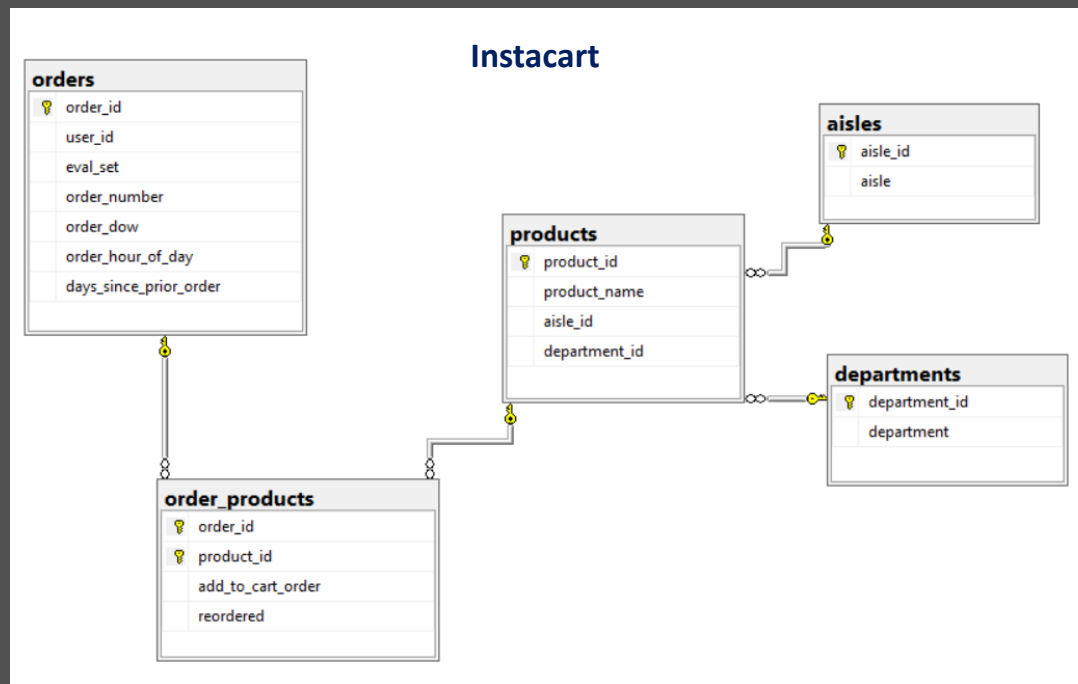 Instacart
orders
order_id
user_id
eval_set
order_number
order_dow
order_hour_of_day
days_since_prior_order
aisles
aisle_id
aisle
products
product_id
product_name
aisle_id
department_id
departments
department_id
department
order_products
order_id
product_id
add_to_cart_order
reordered